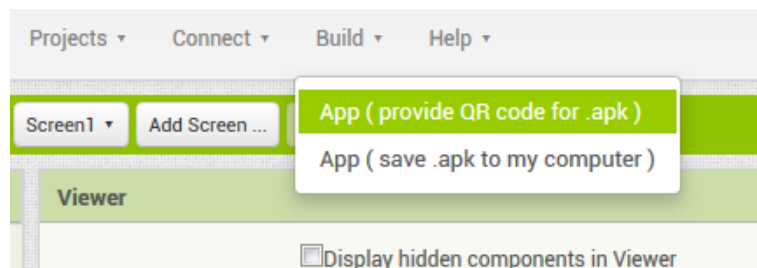 Projects Connect Build Help
Screen1 Add Screen ...
App ( provide QR code for .apk )
App ( save .apk to my computer )
Viewer
Display hidden components in Viewer